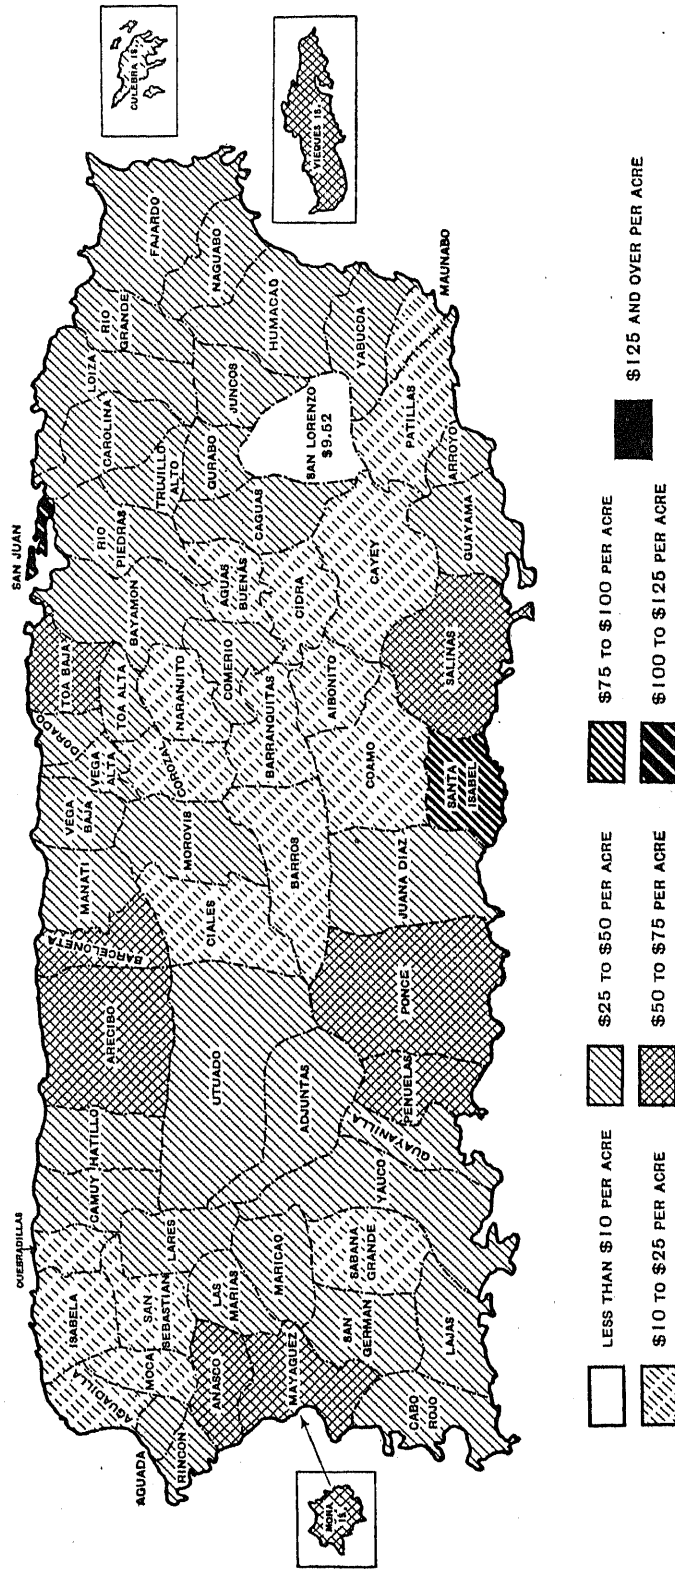 CULEBRA IS.
VIEQUES IS.
MONA
IS.
SAN JUAN
QUEBRADILLAS
AGUADA
MAUNABO
AGUADILLA
ISABELA
CAMUY
HATILLO
ARECIBO
BARCELONETA
MANATI
VEGA
BAJA
DORADO
VEGA
ALTA
TOA BAJA
TOA ALTA
BAYAMON
RIO
PIEDRAS
CAROLINA
LOIZA
RIO
GRANDE
FAJARDO
RINCON
MOCA
SAN
SEBASTIAN
LARES
UTUADO
CIALES
MOROVIS
COROZAL
NARANJITO
COMERIO
AGUAS
BUENAS
TRUJILLO
ALTO
GURABO
CAGUAS
JUNCOS
NAGUABO
HUMACAO
AÑASCO
LAS
MARIAS
MAYAGUEZ
MARICAO
ADJUNTAS
BARROS
BARRANQUITAS
AIBONITO
CIDRA
CAYEY
SAN LORENZO
$9.52
YABUCOA
CABO
ROJO
SAN
GERMAN
LAJAS
SABANA
GRANDE
YAUCO
GUAYANILLA
PEÑUELAS
PONCE
JUANA DIAZ
COAMO
SANTA
ISABEL
SALINAS
GUAYAMA
ARROYO
PATILLAS
LESS THAN $10 PER ACRE
$10 TO $25 PER ACRE
$25 TO $50 PER ACRE
$50 TO $75 PER ACRE
$75 TO $100 PER ACRE
$100 TO $125 PER ACRE
$125 AND OVER PER ACRE